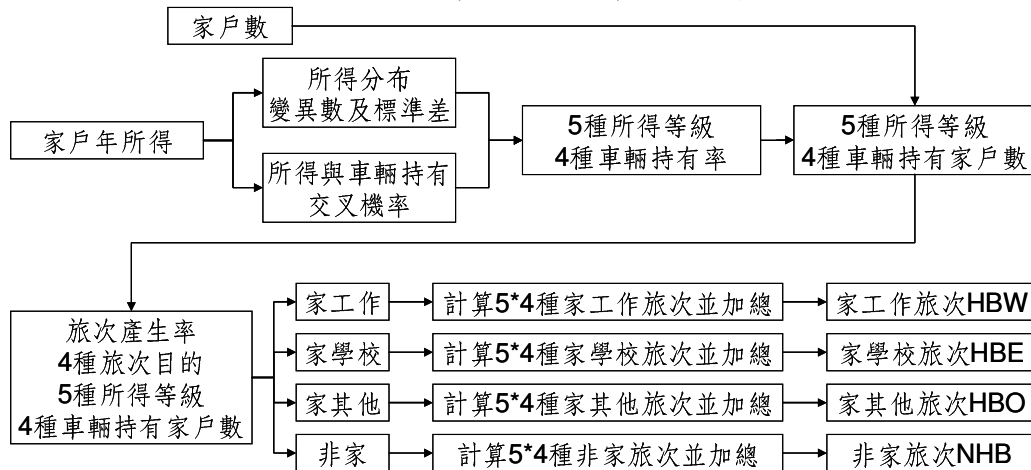 家戶數
所得分布
變異數及標準差
家戶年所得
所得與車輛持有
交叉機率
5種所得等級
4種車輛持有率
5種所得等級
4種車輛持有家戶數
旅次產生率
4種旅次目的
5種所得等級
4種車輛持有家戶數
家工作
計算5*4種家工作旅次並加總
家工作旅次HBW
家學校
計算5*4種家學校旅次並加總
家學校旅次HBE
家其他
計算5*4種家其他旅次並加總
家其他旅次HBO
非家
計算5*4種非家旅次並加總
非家旅次NHB